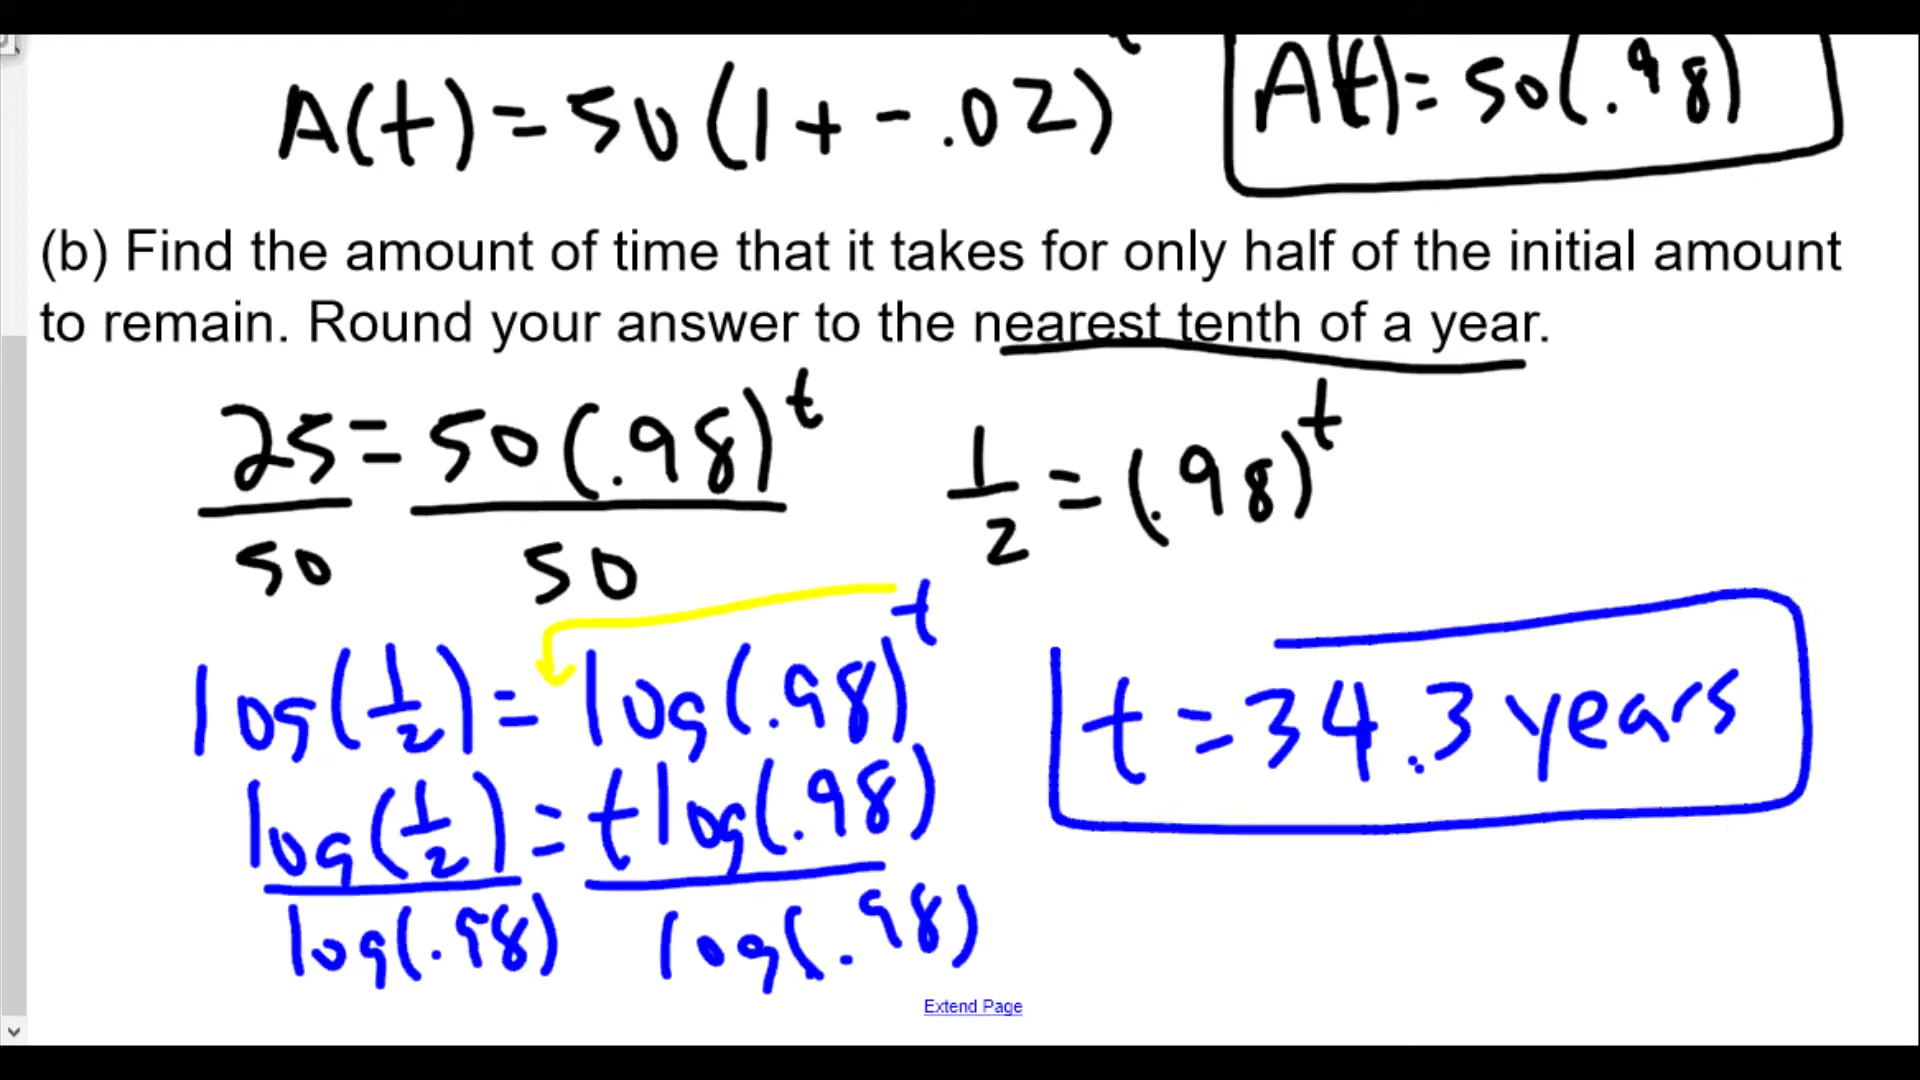 A(t) = 50(1 + - .02)^t
A(t) = 50(.98)
(b) Find the amount of time that it takes for only half of the initial amount
to remain. Round your answer to the nearest tenth of a year.
25 = 50(.98)^t
50 50
1/2 = (.98)^t
log(1/2) = log(.98)^t
log(1/2) = t log(.98)
log(.98) log(.98)
t = 34.3 years
Extend Page